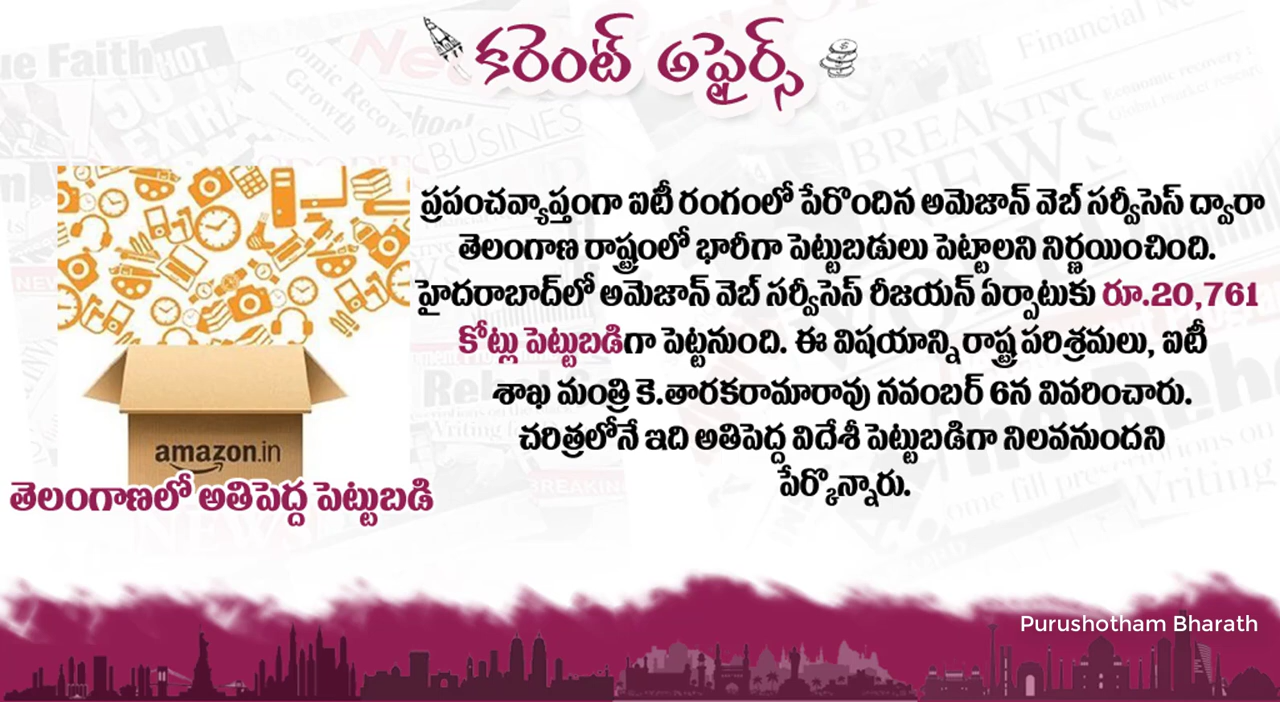 కరెంట్ అఫైర్స్
ప్రపంచవ్యాప్తంగా ఐటీ రంగంలో పేరొందిన అమెజాన్ వెబ్ సర్వీసెస్ ద్వారా
తెలంగాణ రాష్ట్రంలో భారీగా పెట్టుబడులు పెట్టాలని నిర్ణయించింది.
హైదరాబాద్‌లో అమెజాన్ వెబ్ సర్వీసెస్ రీజయన్ ఏర్పాటుకు రూ.20,761
కోట్లు పెట్టుబడిగా పెట్టనుంది. ఈ విషయాన్ని రాష్ట్ర పరిశ్రమలు, ఐటీ
శాఖ మంత్రి కె.తారకరామారావు నవంబర్ 6న వివరించారు.
చరిత్రలోనే ఇది అతిపెద్ద విదేశీ పెట్టుబడిగా నిలవనుందని
పేర్కొన్నారు.
amazon.in
తెలంగాణలో అతిపెద్ద పెట్టుబడి
Purushotham Bharath